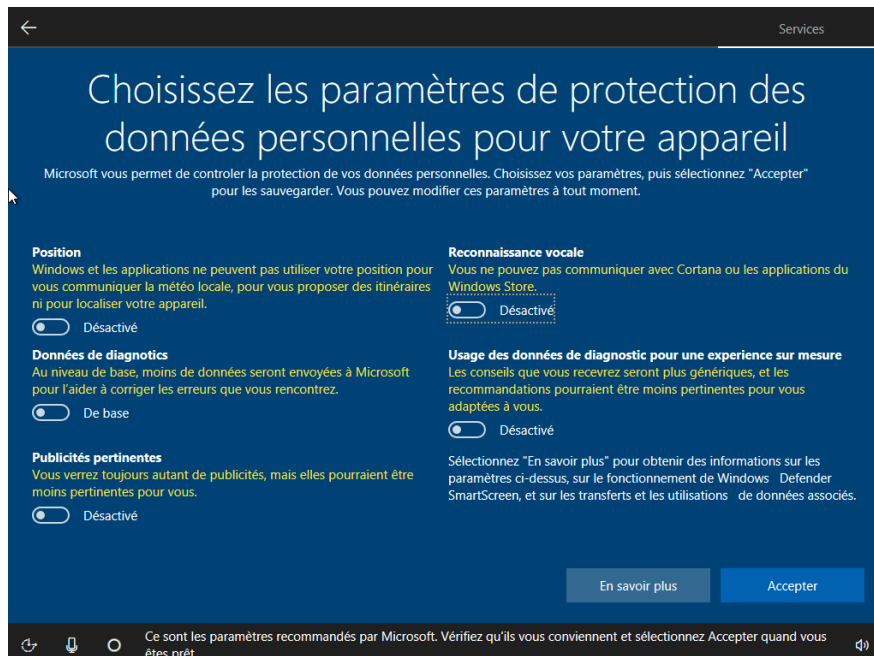 Services
Choisissez les paramètres de protection des
données personnelles pour votre appareil
Microsoft vous permet de controler la protection de vos données personnelles. Choisissez vos paramètres, puis sélectionnez "Accepter"
pour les sauvegarder. Vous pouvez modifier ces paramètres à tout moment.
Position
Windows et les applications ne peuvent pas utiliser votre position pour
vous communiquer la météo locale, pour vous proposer des itinéraires
ni pour localiser votre appareil.
Désactivé
Données de diagnotics
Au niveau de base, moins de données seront envoyées à Microsoft
pour l'aider à corriger les erreurs que vous rencontrez.
De base
Publicités pertinentes
Vous verrez toujours autant de publicités, mais elles pourraient être
moins pertinentes pour vous.
Désactivé
Reconnaissance vocale
Vous ne pouvez pas communiquer avec Cortana ou les applications du
Windows Store.
Désactivé
Usage des données de diagnostic pour une experience sur mesure
Les conseils que vous recevrez seront plus génériques, et les
recommandations pourraient être moins pertinentes pour vous
adaptées à vous.
Désactivé
Sélectionnez "En savoir plus" pour obtenir des informations sur les
paramètres ci-dessus, sur le fonctionnement de Windows Defender
SmartScreen, et sur les transferts et les utilisations de données associés.
En savoir plus
Accepter
Ce sont les paramètres recommandés par Microsoft. Vérifiez qu'ils vous conviennent et sélectionnez Accepter quand vous
êtes prêt